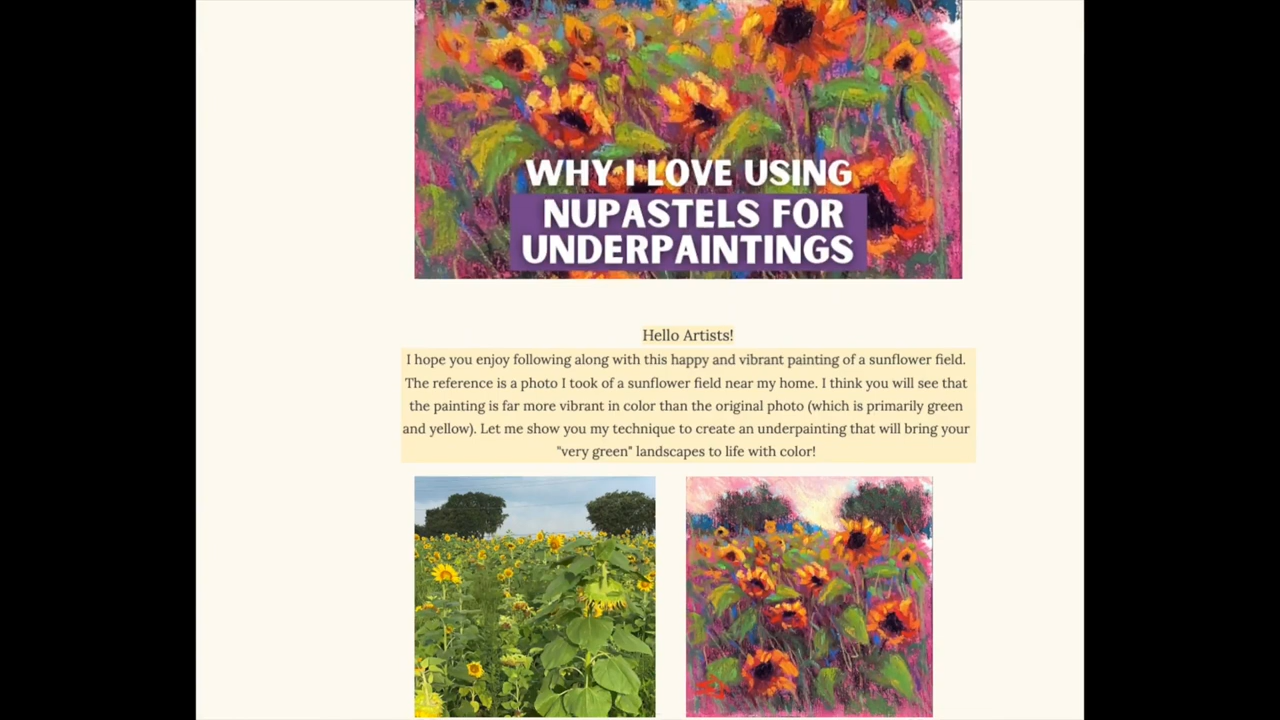 WHY I LOVE USING
NUPASTELS FOR
UNDERPAINTINGS
Hello Artists!
I hope you enjoy following along with this happy and vibrant painting of a sunflower field.
The reference is a photo I took of a sunflower field near my home. I think you will see that
the painting is far more vibrant in color than the original photo (which is primarily green
and yellow). Let me show you my technique to create an underpainting that will bring your
"very green" landscapes to life with color!